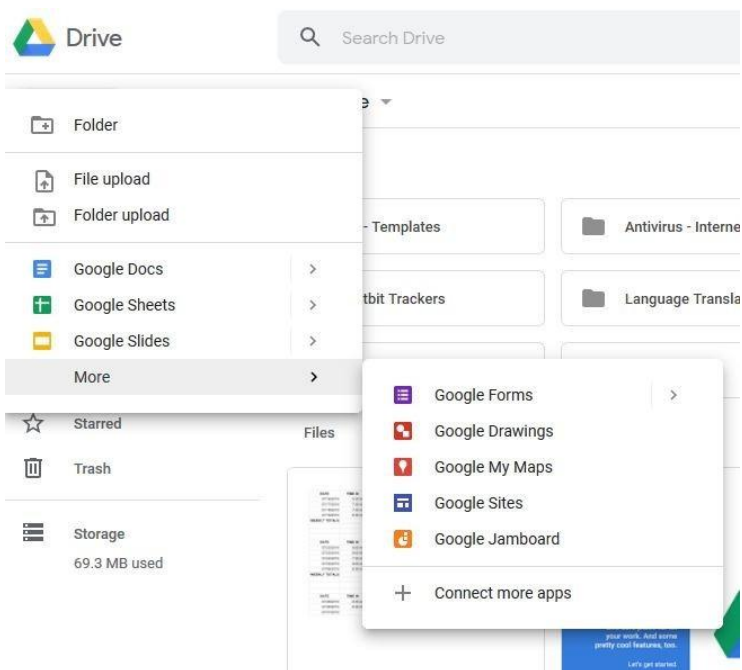 Drive
Search Drive
Folder
File upload
Folder upload
Google Docs
Google Sheets
Google Slides
More
Starred
Trash
Storage
69.3 MB used
e
- Templates
Antivirus - Interne
tbit Trackers
Language Transla
Files
Google Forms
Google Drawings
Google My Maps
Google Sites
Google Jamboard
Connect more apps
your work. And some
pretty cool features, too.
Let's get started